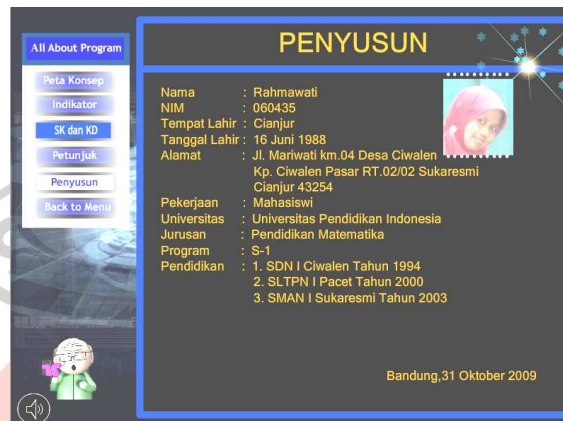 All About Program
Peta Konsep
Indikator
SK dan KD
Petunjuk
Penyusun
Back to Menu
PENYUSUN
Nama : Rahmawati
NIM : 060435
Tempat Lahir : Cianjur
Tanggal Lahir : 16 Juni 1988
Alamat : Jl. Mariwati km.04 Desa Ciwalen
Kp. Ciwalen Pasar RT.02/02 Sukaresmi
Cianjur 43254
Pekerjaan : Mahasiswi
Universitas : Universitas Pendidikan Indonesia
Jurusan : Pendidikan Matematika
Program : S-1
Pendidikan : 1. SDN I Ciwalen Tahun 1994
2. SLTPN I Pacet Tahun 2000
3. SMAN I Sukaresmi Tahun 2003
Bandung,31 Oktober 2009